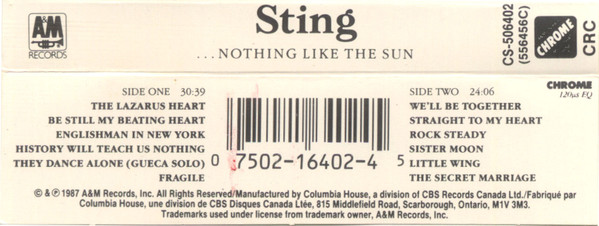 A&M
RECORDS
Sting
...NOTHING LIKE THE SUN
CS-506402
(556456C)
CHROME
CRC
SIDE ONE 30:39
THE LAZARUS HEART
BE STILL MY BEATING HEART
ENGLISHMAN IN NEW YORK
HISTORY WILL TEACH US NOTHING
THEY DANCE ALONE (GUECA SOLO)
FRAGILE
0 7502-16402-4 5
SIDE TWO 24:06
WE'LL BE TOGETHER
STRAIGHT TO MY HEART
ROCK STEADY
SISTER MOON
LITTLE WING
THE SECRET MARRIAGE
CHROME
120µs EQ
© & ℗ 1987 A&M Records, Inc. All Rights Reserved/Manufactured by Columbia House, a division of CBS Records Canada Ltd./Fabriqué par
Columbia House, une division de CBS Disques Canada Ltée, 815 Middlefield Road, Scarborough, Ontario, M1V 3M3.
Trademarks used under license from trademark owner, A&M Records, Inc.